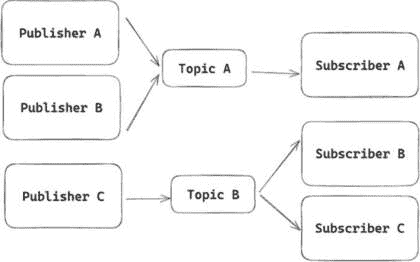 Publisher A
Topic A
Subscriber A
Publisher B
Subscriber B
Publisher C
Topic B
Subscriber C